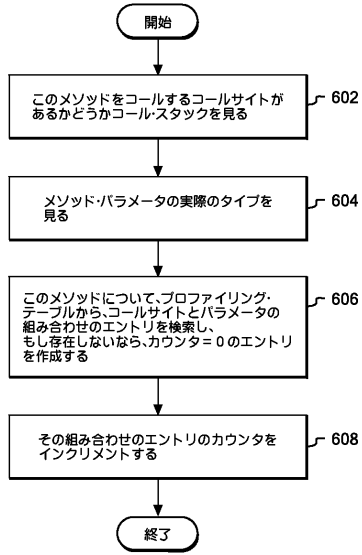 開始
このメソッドをコールするコールサイトが
あるかどうかコール・スタックを見る
602
メソッド・パラメータの実際のタイプを
見る
604
このメソッドについて、プロファイリング・
テーブルから、コールサイトとパラメータの
組み合わせのエントリを検索し、
もし存在しないなら、カウンタ=0のエントリ
を作成する
606
その組み合わせのエントリのカウンタを
インクリメントする
608
終了